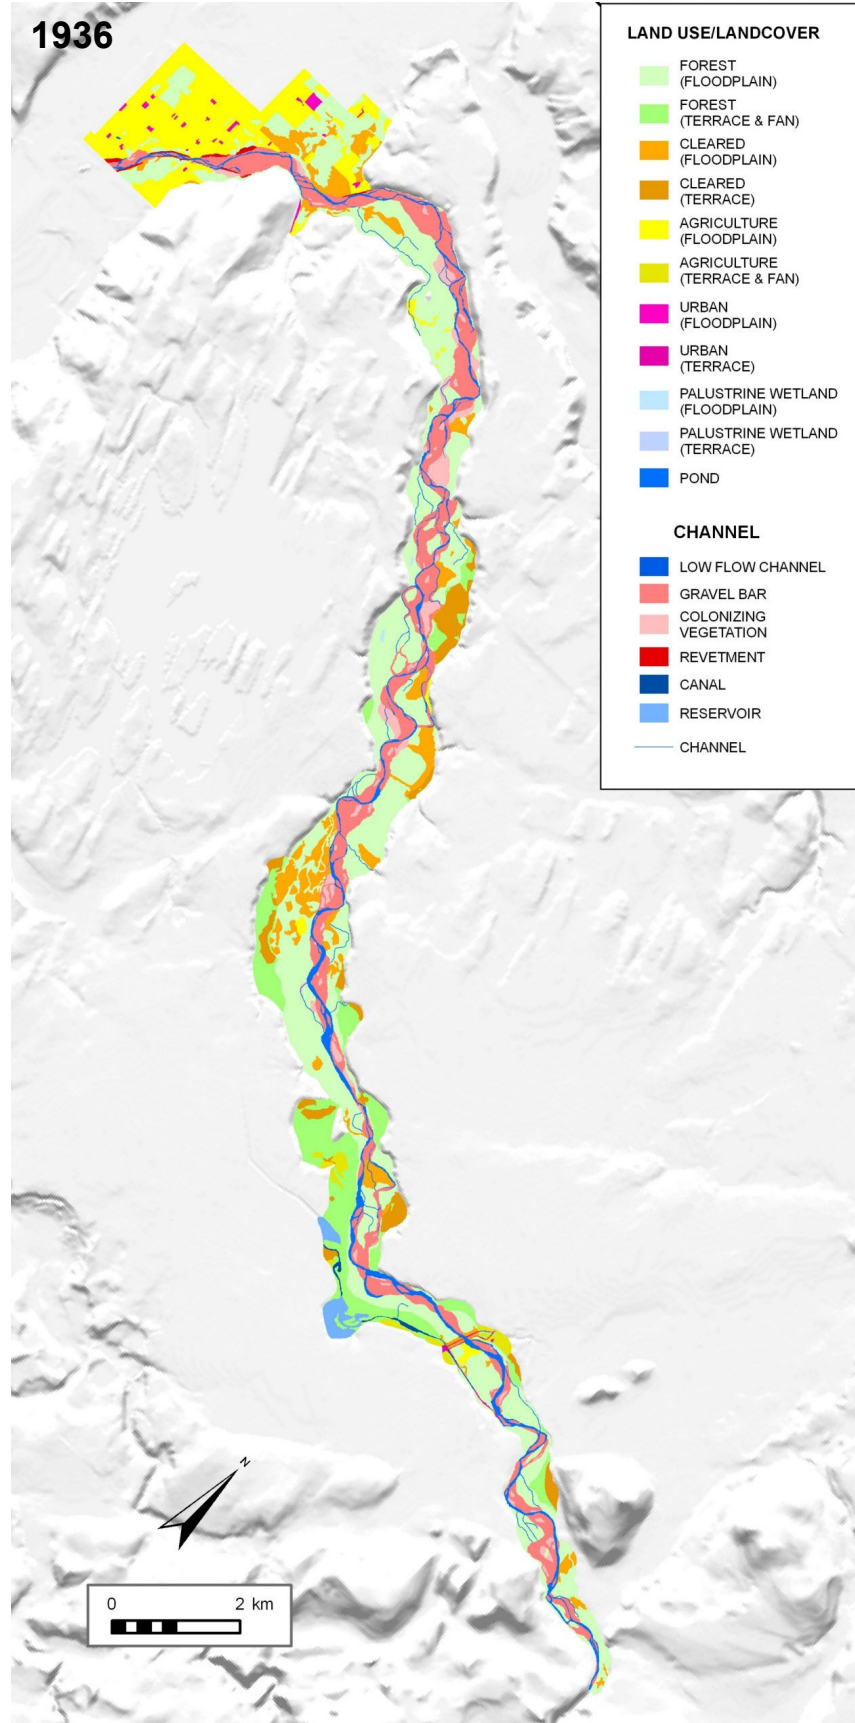 1936
LAND USE/LANDCOVER
FOREST
(FLOODPLAIN)
FOREST
(TERRACE & FAN)
CLEARED
(FLOODPLAIN)
CLEARED
(TERRACE)
AGRICULTURE
(FLOODPLAIN)
AGRICULTURE
(TERRACE & FAN)
URBAN
(FLOODPLAIN)
URBAN
(TERRACE)
PALUSTRINE WETLAND
(FLOODPLAIN)
PALUSTRINE WETLAND
(TERRACE)
POND
CHANNEL
LOW FLOW CHANNEL
GRAVEL BAR
COLONIZING
VEGETATION
REVETMENT
CANAL
RESERVOIR
CHANNEL
N
0 2 km